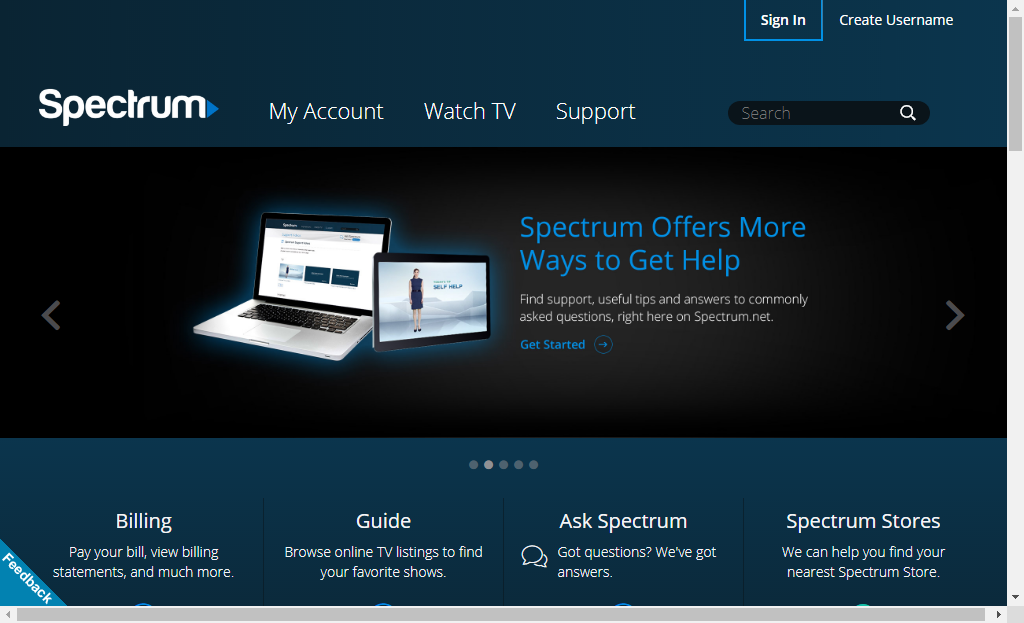 Sign In
Create Username
Spectrum
My Account
Watch TV
Support
Search
Spectrum Offers More
Ways to Get Help
Find support, useful tips and answers to commonly
asked questions, right here on Spectrum.net.
Get Started
SELF HELP
Billing
Pay your bill, view billing
statements, and much more.
Guide
Browse online TV listings to find
your favorite shows.
Ask Spectrum
Got questions? We've got
answers.
Spectrum Stores
We can help you find your
nearest Spectrum Store.
Feedback